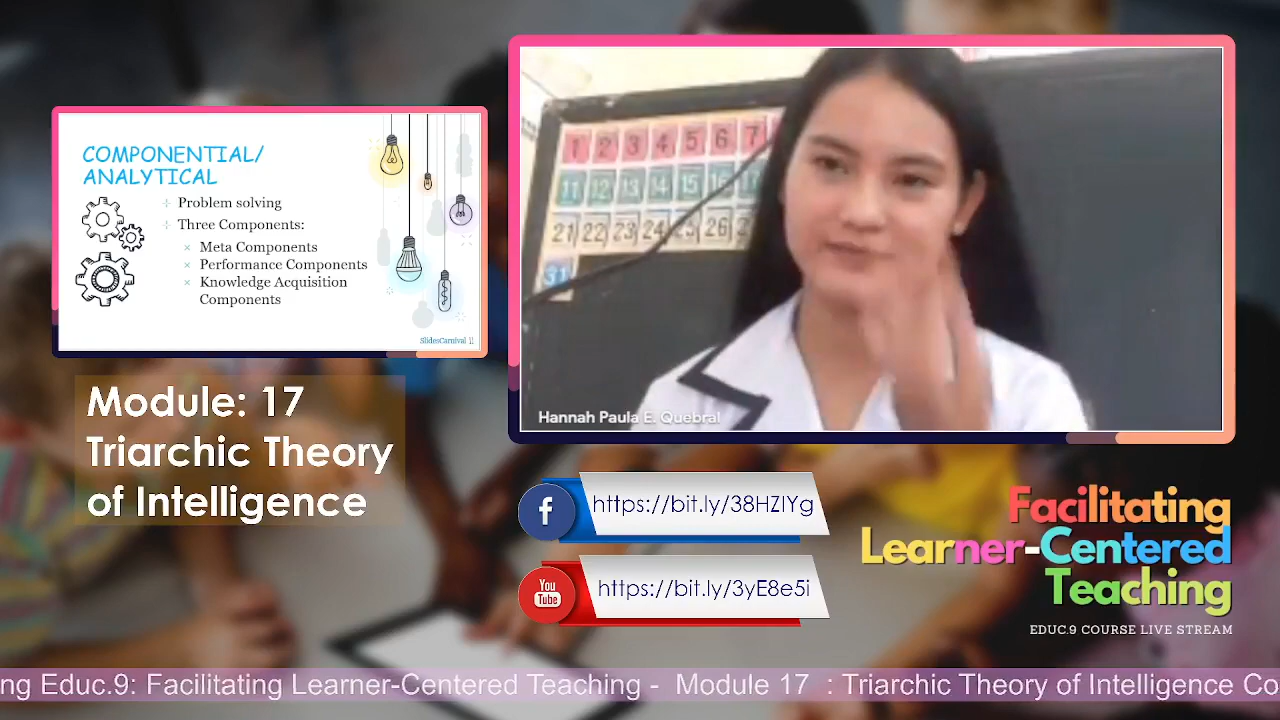 COMPONENTIAL/
ANALYTICAL
Problem solving
Three Components:
Meta Components
Performance Components
Knowledge Acquisition
Components
SlidesCarnival
Module: 17
Triarchic Theory
of Intelligence
1 2 3 4 5 6 7
11 12 13 14 15 16
21 22 23 24 25 26
31
Hannah Paula E. Quebral
f
https://bit.ly/38HZlYg
You
Tube
https://bit.ly/3yE8e5i
Facilitating
Learner-Centered
Teaching
EDUC.9 COURSE LIVE STREAM
ng Educ.9: Facilitating Learner-Centered Teaching - Module 17 : Triarchic Theory of Intelligence Co